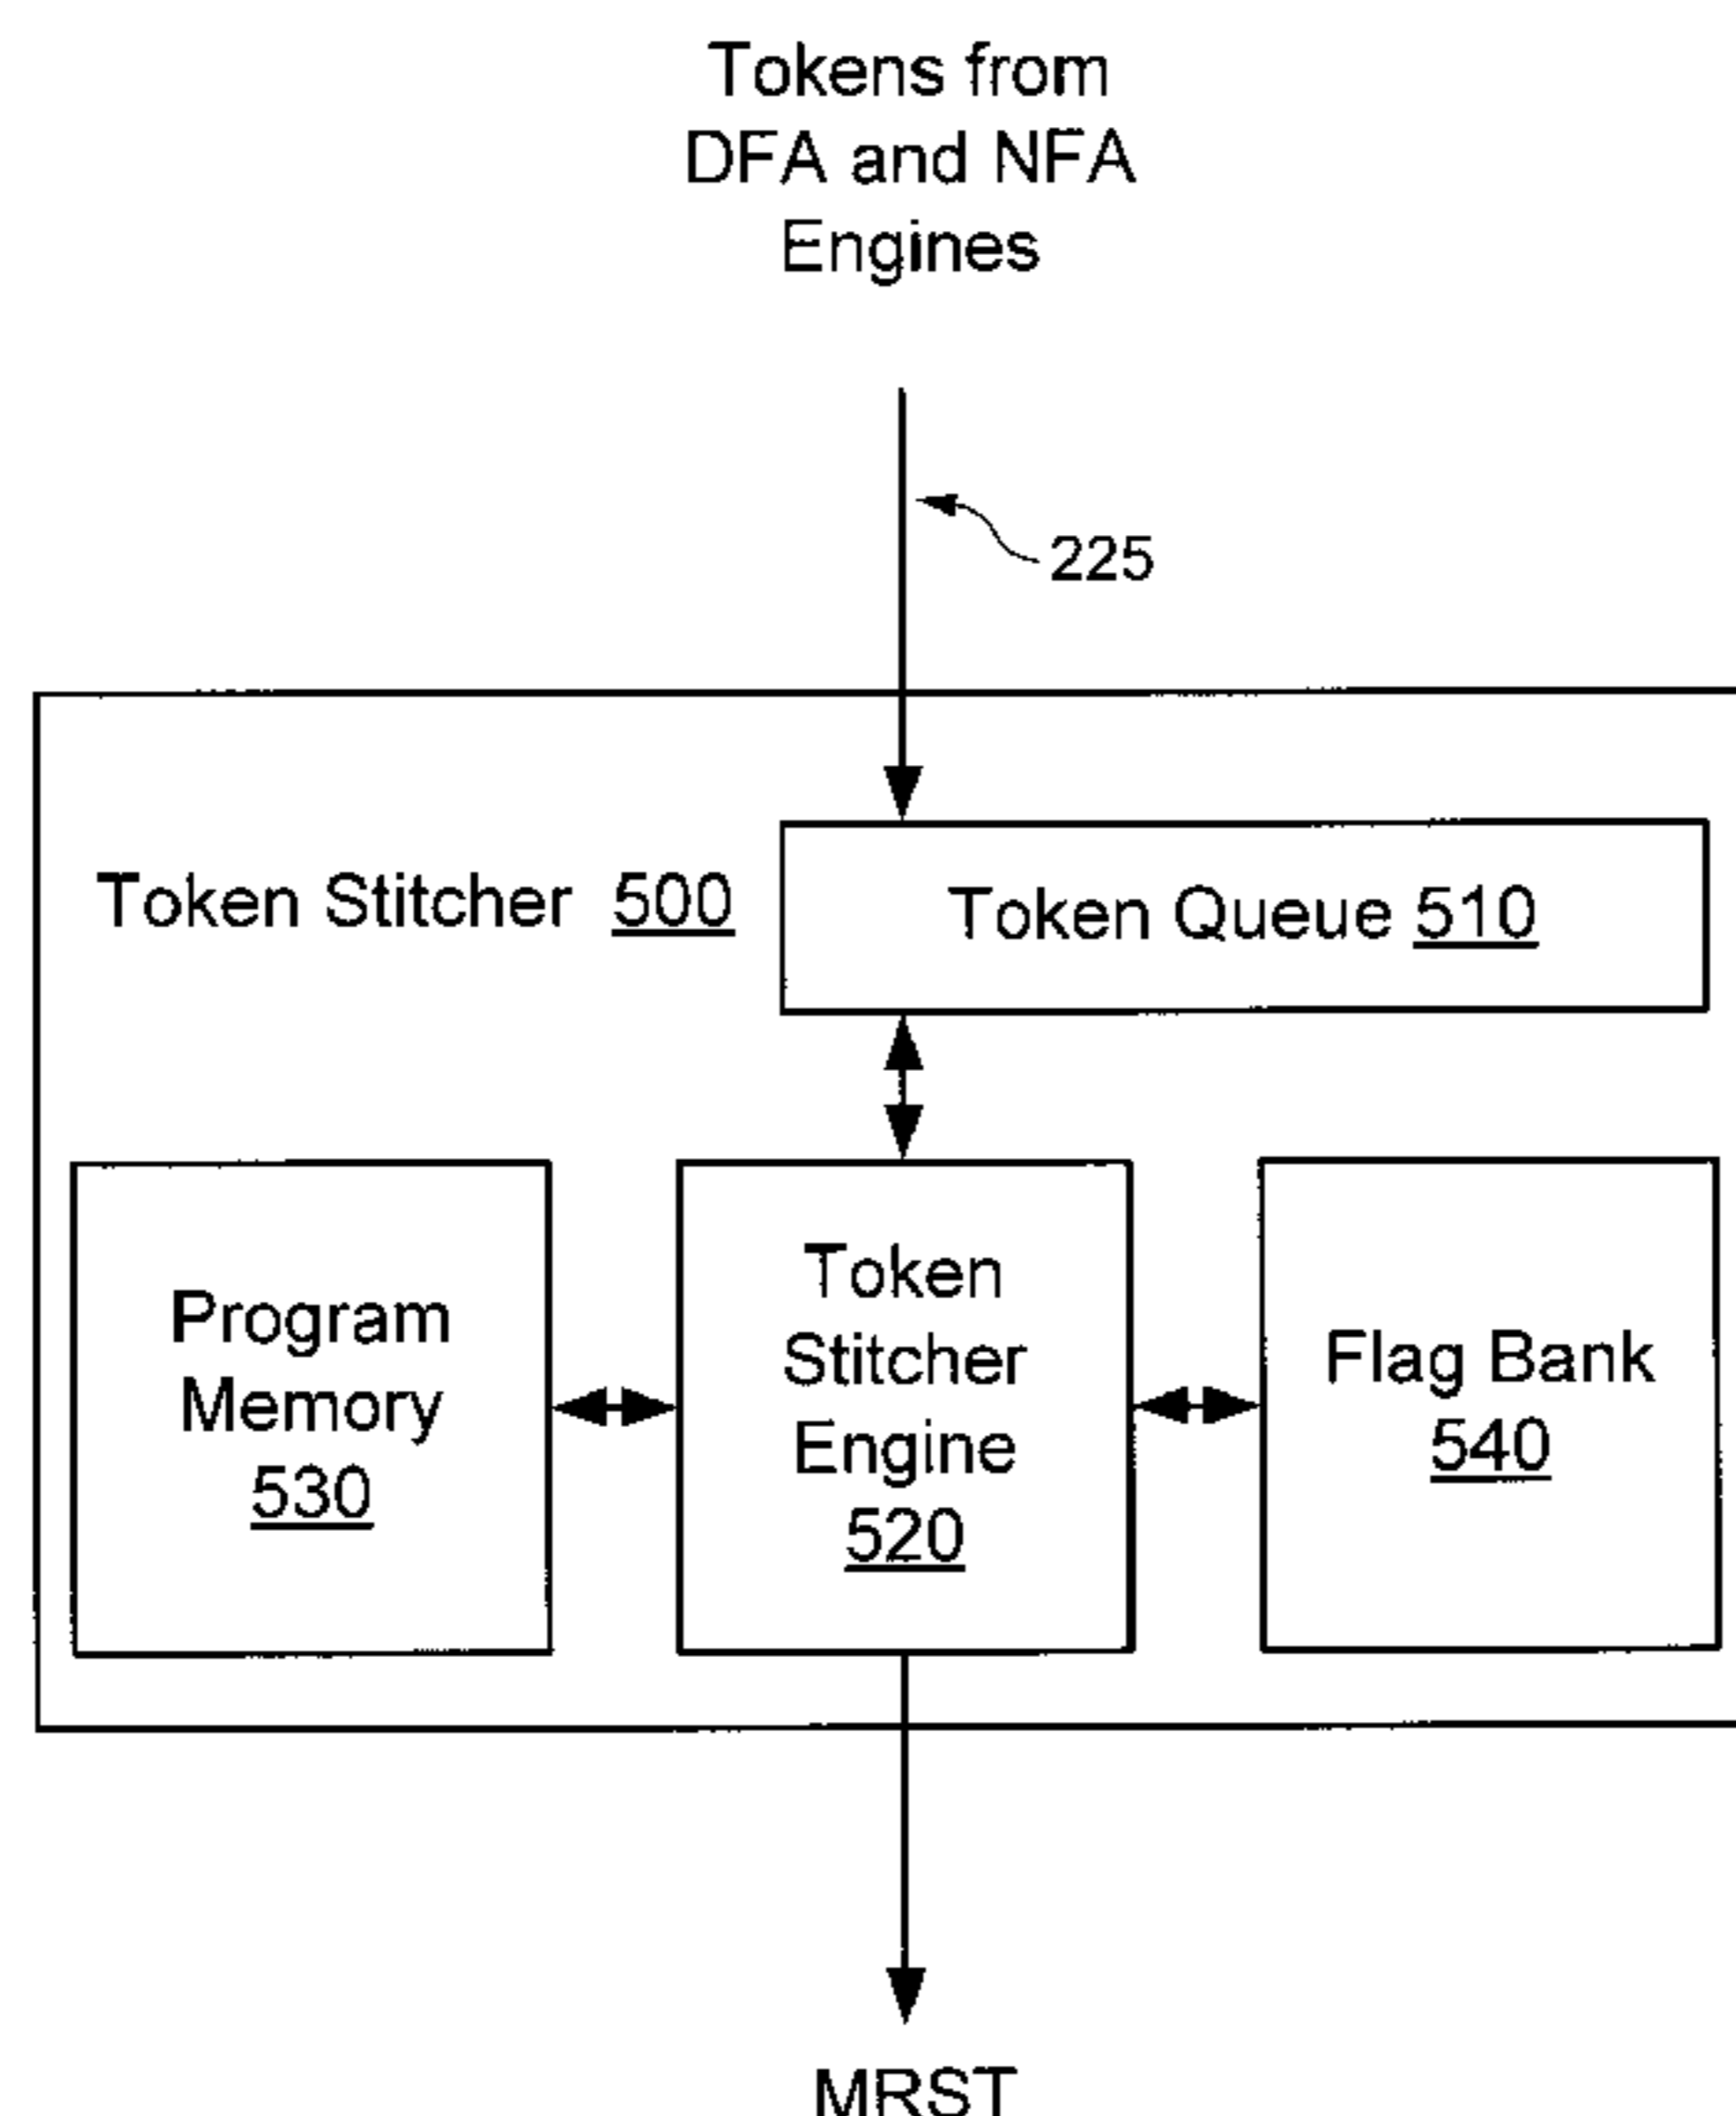 Tokens from
DFA and NFA
Engines
225
Token Stitcher 500
Token Queue 510
Program
Memory
530
Token
Stitcher
Engine
520
Flag Bank
540
MRST